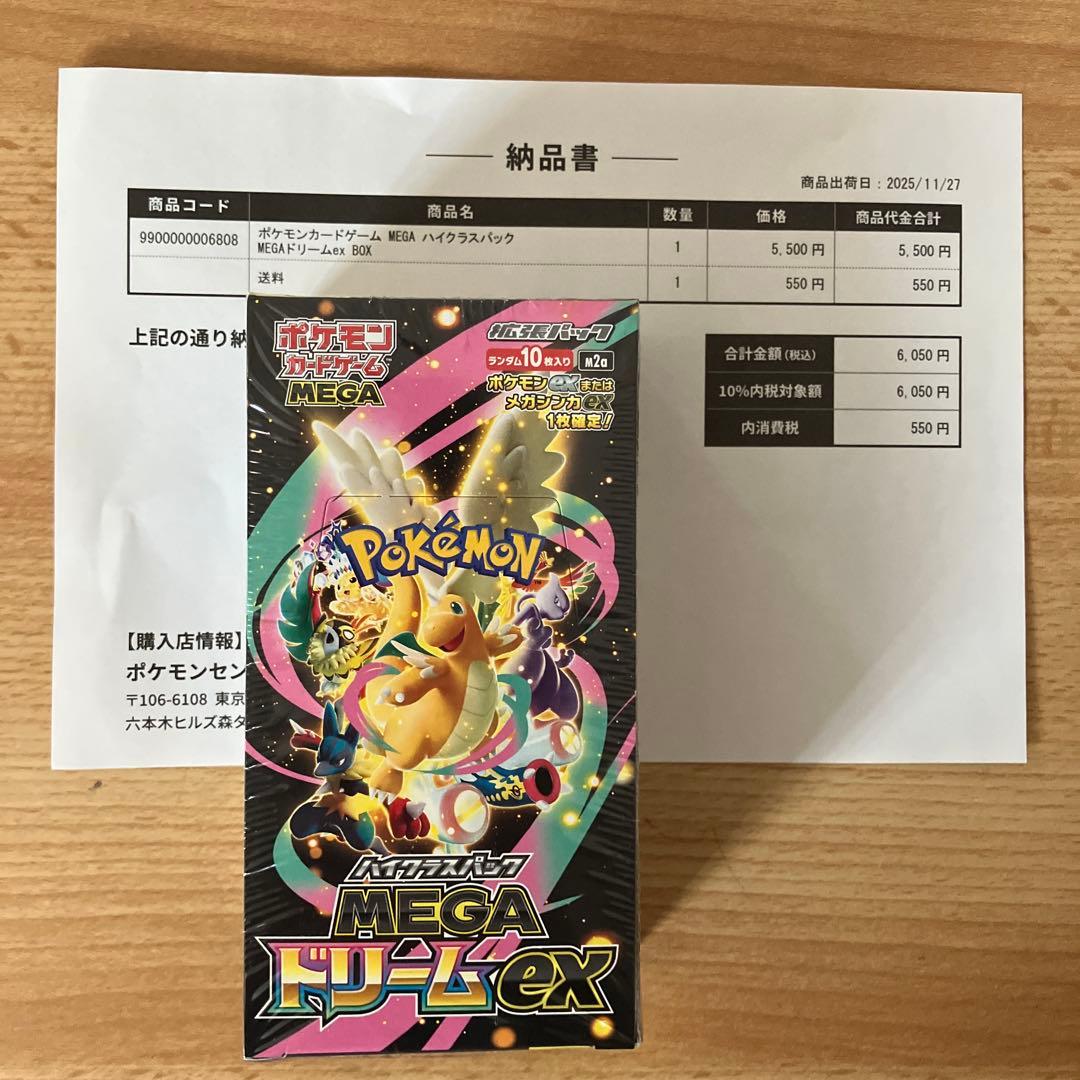 納品書
商品出荷日：2025/11/27
商品コード 商品名 数量 価格 商品代金合計
9900000006808 ポケモンカードゲーム MEGA ハイクラスパック 1 5,500 円 5,500 円
MEGAドリームex BOX
送料 1 550 円 550 円
上記の通り納
合計金額(税込) 6,050 円
10%内税対象額 6,050 円
内消費税 550 円
【購入店情報】
ポケモンセン
〒106-6108 東京
六本木ヒルズ森タ
ポケモン
カードゲーム
MEGA
拡張パック
ランダム10枚入り M2a
ポケモンexまたは
メガシンカex
1枚確定!
POKéMON
ハイクラスパック
MEGA
ドリームex